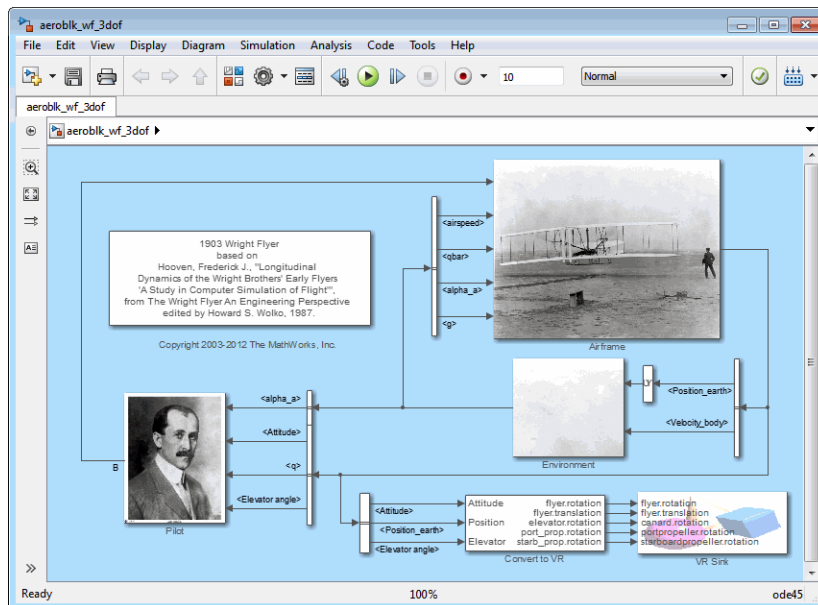 aeroblk_wf_3dof
File Edit View Display Diagram Simulation Analysis Code Tools Help
10 Normal
aeroblk_wf_3dof
aeroblk_wf_3dof
1903 Wright Flyer
based on
Hooven, Frederick J., "Longitudinal
Dynamics of the Wright Brothers' Early Flyers
'A Study in Computer Simulation of Flight'",
from The Wright Flyer An Engineering Perspective
edited by Howard S. Wolko, 1987.
Copyright 2003-2012 The MathWorks, Inc.
<airspeed>
<qbar>
<alpha_a>
<g>
Airframe
<Position_earth>
<Velocity_body>
Environment
<alpha_a>
<Attitude>
<q>
<Elevator angle>
B
Pilot
<Attitude>
<Position_earth>
<Elevator angle>
Attitude flyer.rotation
flyer.translation
Position elevator.rotation
port_prop.rotation
Elevator starb_prop.rotation
Convert to VR
flyer.rotation
flyer.translation
canard.rotation
portpropeller.rotation
starboardpropeller.rotation
VR Sink
Ready 100% ode45